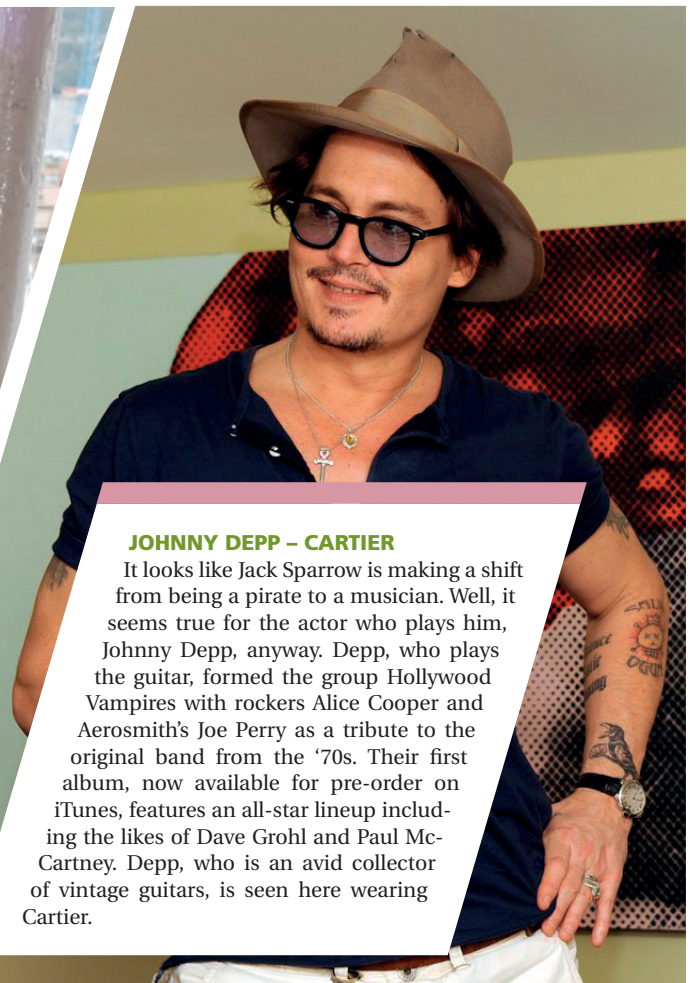 JOHNNY DEPP – CARTIER
It looks like Jack Sparrow is making a shift
from being a pirate to a musician. Well, it
seems true for the actor who plays him,
Johnny Depp, anyway. Depp, who plays
the guitar, formed the group Hollywood
Vampires with rockers Alice Cooper and
Aerosmith’s Joe Perry as a tribute to the
original band from the ‘70s. Their first
album, now available for pre-order on
iTunes, features an all-star lineup includ-
ing the likes of Dave Grohl and Paul Mc-
Cartney. Depp, who is an avid collector
of vintage guitars, is seen here wearing
Cartier.